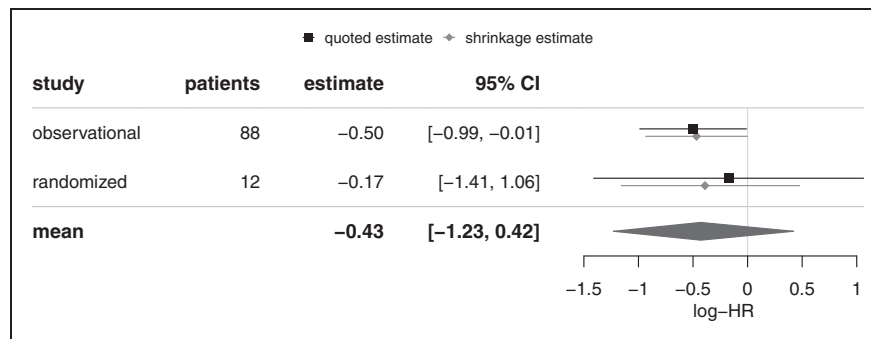 quoted estimate shrinkage estimate
study patients estimate 95% CI
observational 88 −0.50 [−0.99, −0.01]
randomized 12 −0.17 [−1.41, 1.06]
mean −0.43 [−1.23, 0.42]
−1.5 −1 −0.5 0 0.5 1
log−HR